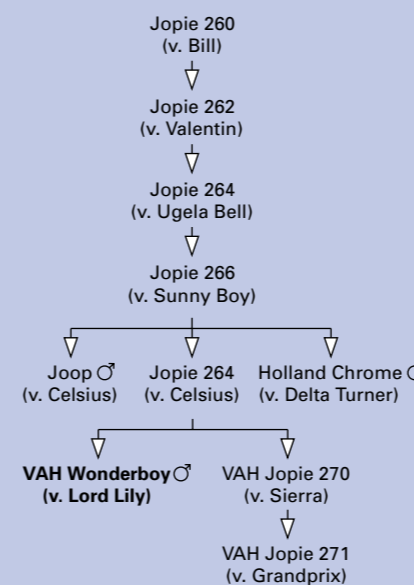 Jopie 260
(v. Bill)
Jopie 262
(v. Valentin)
Jopie 264
(v. Ugela Bell)
Jopie 266
(v. Sunny Boy)
Joop ♂ Jopie 264 Holland Chrome ♂
(v. Celsius) (v. Celsius) (v. Delta Turner)
VAH Wonderboy ♂ VAH Jopie 270
(v. Lord Lily) (v. Sierra)
VAH Jopie 271
(v. Grandprix)